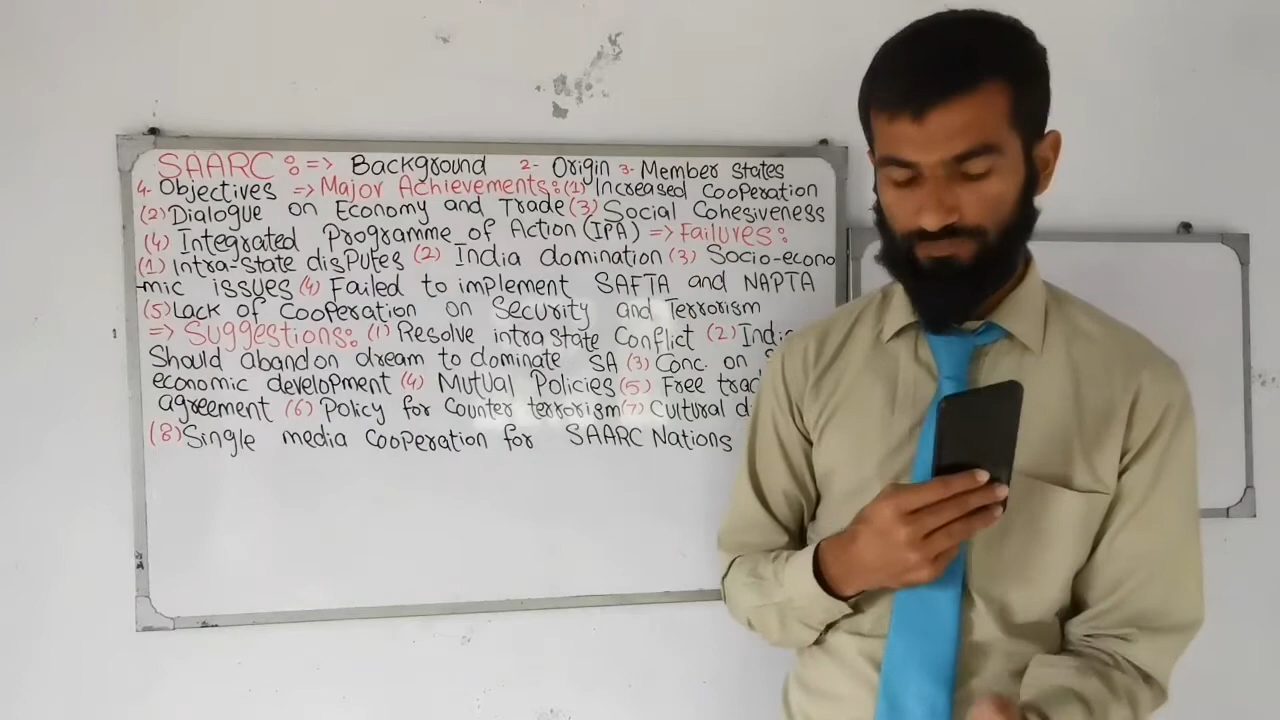 SAARC :=> Background 2- Origin 3- Member states
4- Objectives => Major Achievements:(1) Increased Cooperation
(2) Dialogue on Economy and Trade (3) Social Cohesiveness
(4) Integrated Programme of Action (IPA) => Failures:
(1) Intra-state disputes (2) India domination (3) Socio-econo
-mic issues (4) Failed to implement SAFTA and NAPTA
(5) Lack of Cooperation on Security and Terrorism
=> Suggestions: (1) Resolve intra state Conflict (2)
Should abandon dream to dominate SA (3) Conc. on
economic development (4) Mutual Policies (5) Free
agreement (6) Policy for Counter terrorism (7) Cultural
(8) Single media Cooperation for SAARC Nations